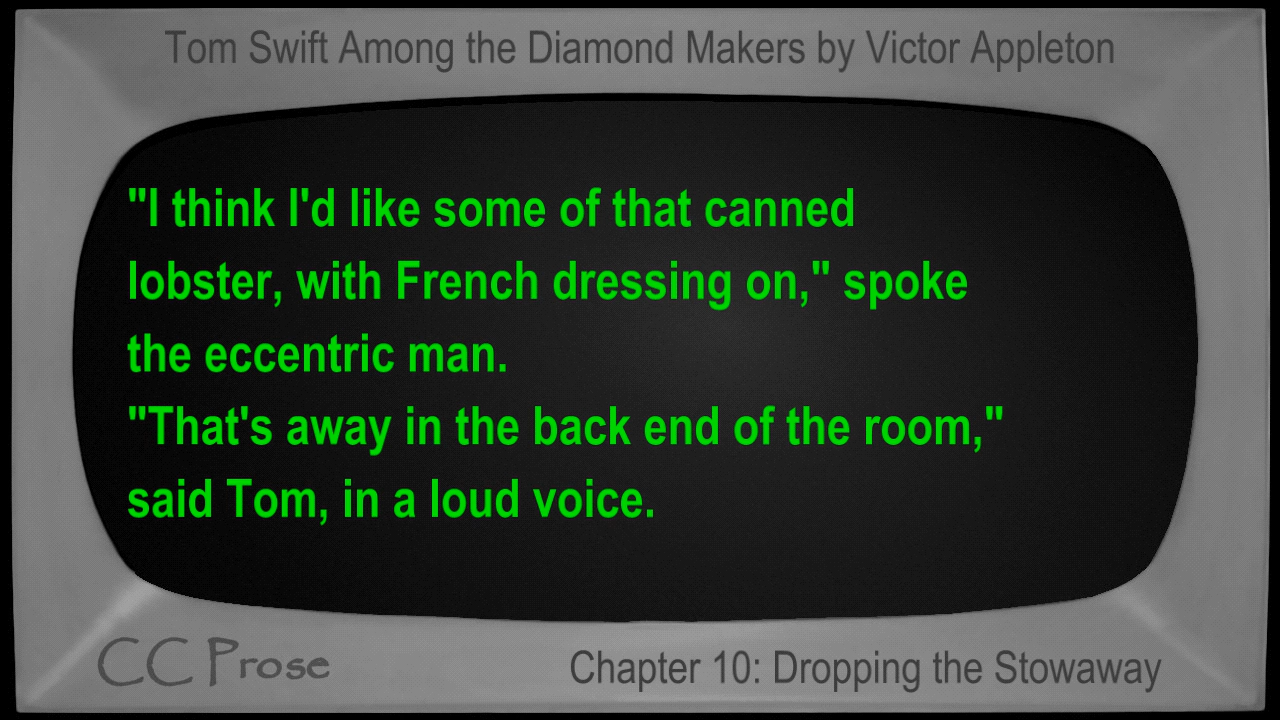 Tom Swift Among the Diamond Makers by Victor Appleton
"I think I'd like some of that canned
lobster, with French dressing on," spoke
the eccentric man.
"That's away in the back end of the room,"
said Tom, in a loud voice.
CC Prose
Chapter 10: Dropping the Stowaway